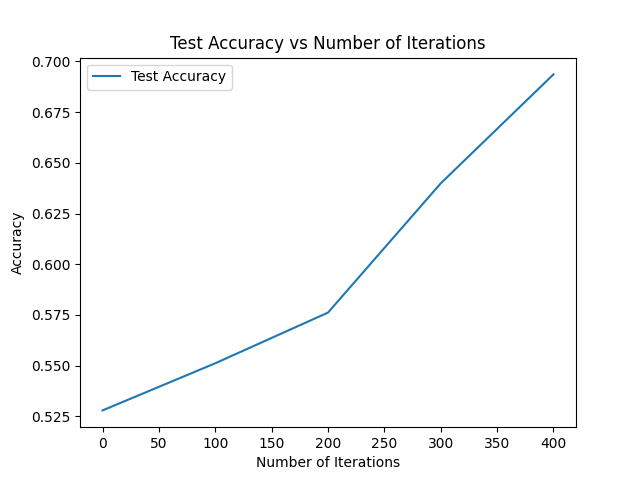 Test Accuracy vs Number of Iterations
Test Accuracy
0.700
0.675
0.650
0.625
0.600
0.575
0.550
0.525
Accuracy
0 50 100 150 200 250 300 350 400
Number of Iterations